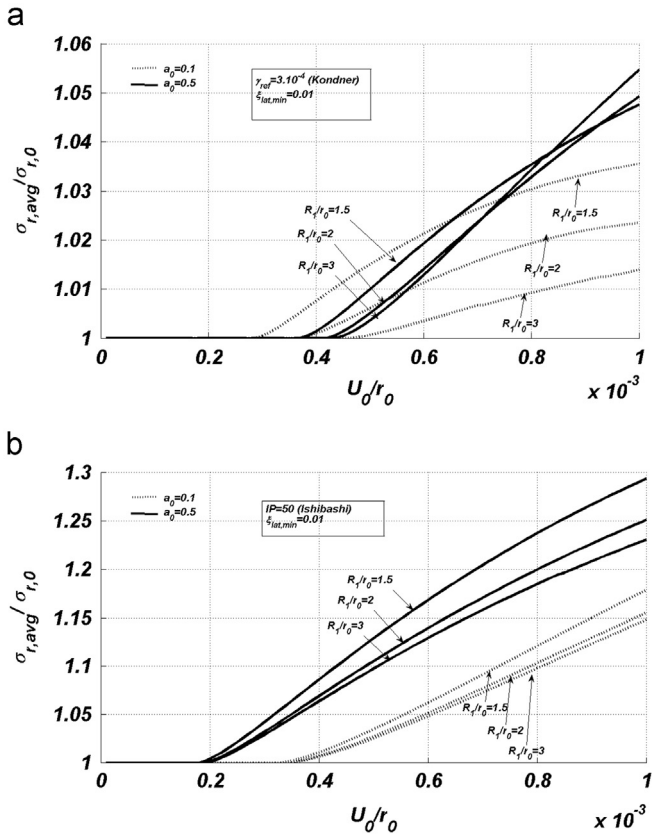 a
1.06
1.05
1.04
1.03
1.02
1.01
1
σr,avg/σr,0
a0=0.1
a0=0.5
γref=3.10-4 (Kondner)
ξlat,min=0.01
R1/r0=1.5
R1/r0=2
R1/r0=3
R1/r0=1.5
R1/r0=2
R1/r0=3
0 0.2 0.4 0.6 0.8 1
U0/r0
x 10-3
b
1.3
1.25
1.2
1.15
1.1
1.05
1
σr,avg/σr,0
a0=0.1
a0=0.5
IP=50 (Ishibashi)
ξlat,min=0.01
R1/r0=1.5
R1/r0=2
R1/r0=3
R1/r0=1.5
R1/r0=2
R1/r0=3
0 0.2 0.4 0.6 0.8 1
U0/r0
x 10-3